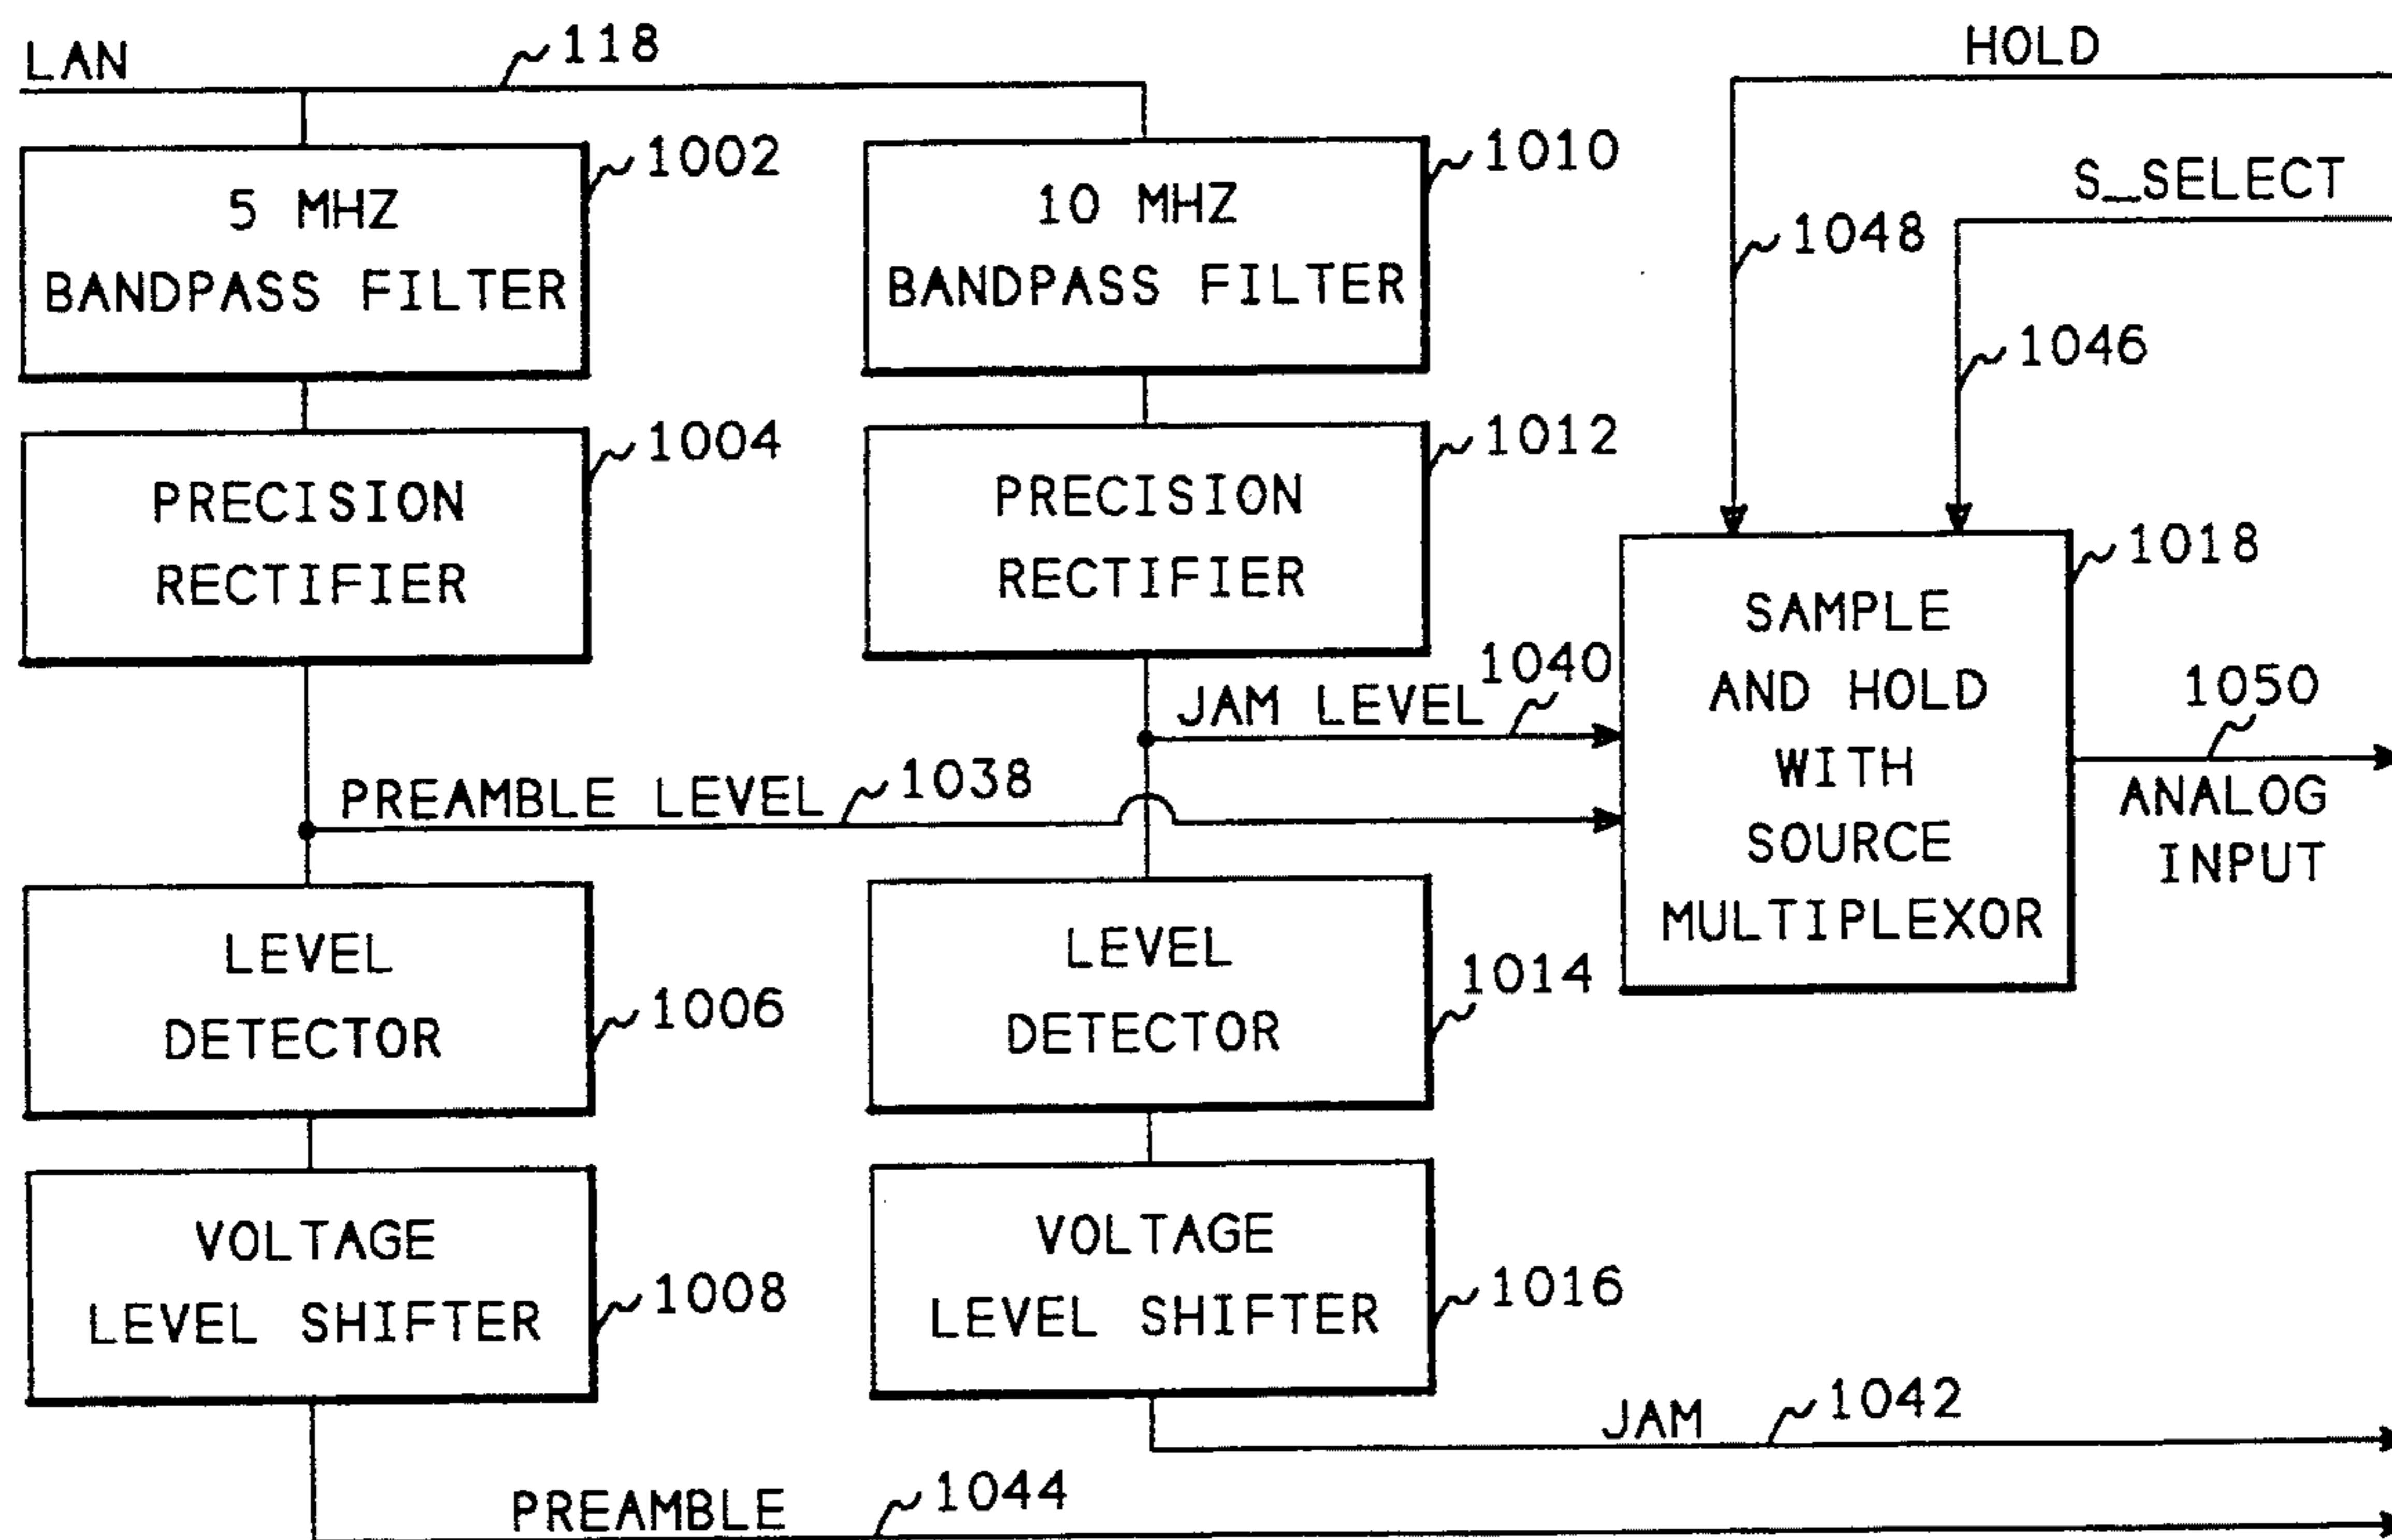 LAN
118
HOLD
5 MHZ
BANDPASS FILTER
1002
10 MHZ
BANDPASS FILTER
1010
S_SELECT
1048
1046
PRECISION
RECTIFIER
1004
PRECISION
RECTIFIER
1012
JAM LEVEL
1040
PREAMBLE LEVEL
1038
SAMPLE
AND HOLD
WITH
SOURCE
MULTIPLEXOR
1018
1050
ANALOG
INPUT
LEVEL
DETECTOR
1006
LEVEL
DETECTOR
1014
VOLTAGE
LEVEL SHIFTER
1008
VOLTAGE
LEVEL SHIFTER
1016
JAM
1042
PREAMBLE
1044